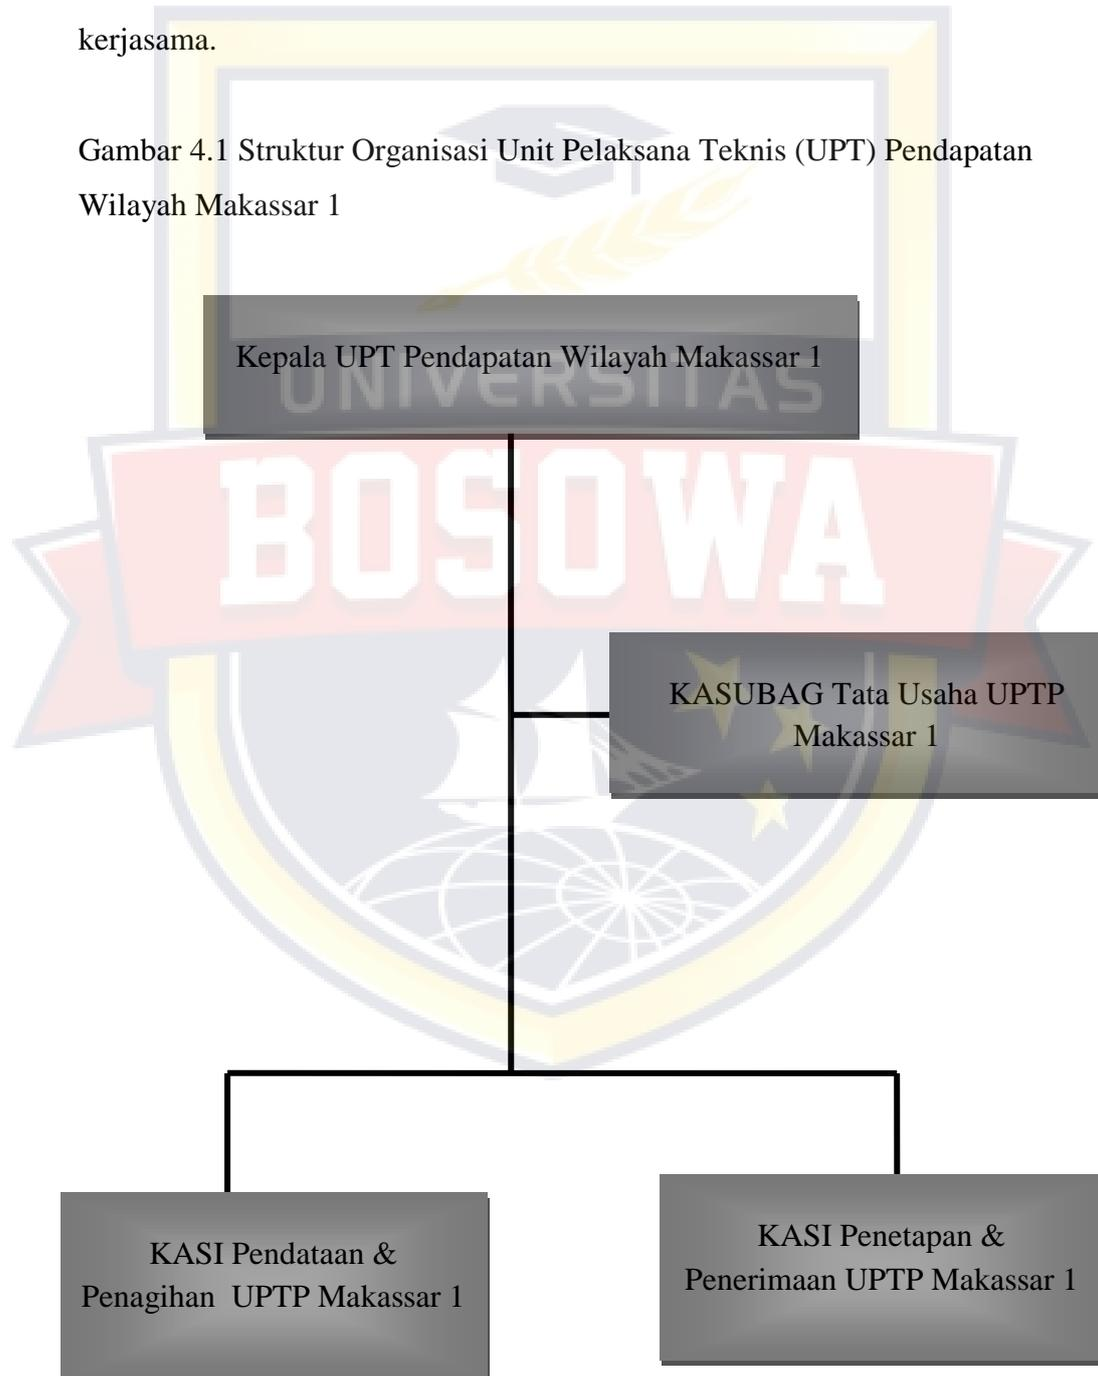 kerjasama.
Gambar 4.1 Struktur Organisasi Unit Pelaksana Teknis (UPT) Pendapatan
Wilayah Makassar 1
Kepala UPT Pendapatan Wilayah Makassar 1
UNIVERSITAS
BOSOWA
KASUBAG Tata Usaha UPTP
Makassar 1
KASI Pendataan &
Penagihan  UPTP Makassar 1
KASI Penetapan &
Penerimaan UPTP Makassar 1